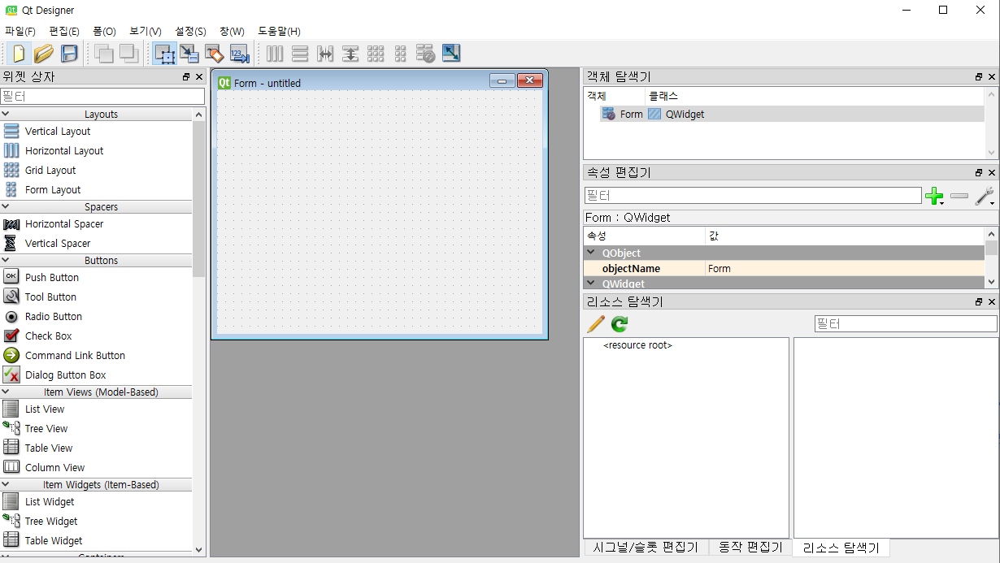 Qt Designer
파일(F) 편집(E) 폼(O) 보기(V) 설정(S) 창(W) 도움말(H)
위젯 상자
필터
Layouts
Vertical Layout
Horizontal Layout
Grid Layout
Form Layout
Spacers
Horizontal Spacer
Vertical Spacer
Buttons
OK Push Button
Tool Button
Radio Button
Check Box
Command Link Button
Dialog Button Box
Item Views (Model-Based)
List View
Tree View
Table View
Column View
Item Widgets (Item-Based)
List Widget
Tree Widget
Table Widget
Containers
Qt Form - untitled
객체 탐색기
객체 클래스
Form QWidget
속성 편집기
필터
Form : QWidget
속성 값
QObject
objectName Form
QWidget
리소스 탐색기
필터
<resource root>
시그널/슬롯 편집기 동작 편집기 리소스 탐색기